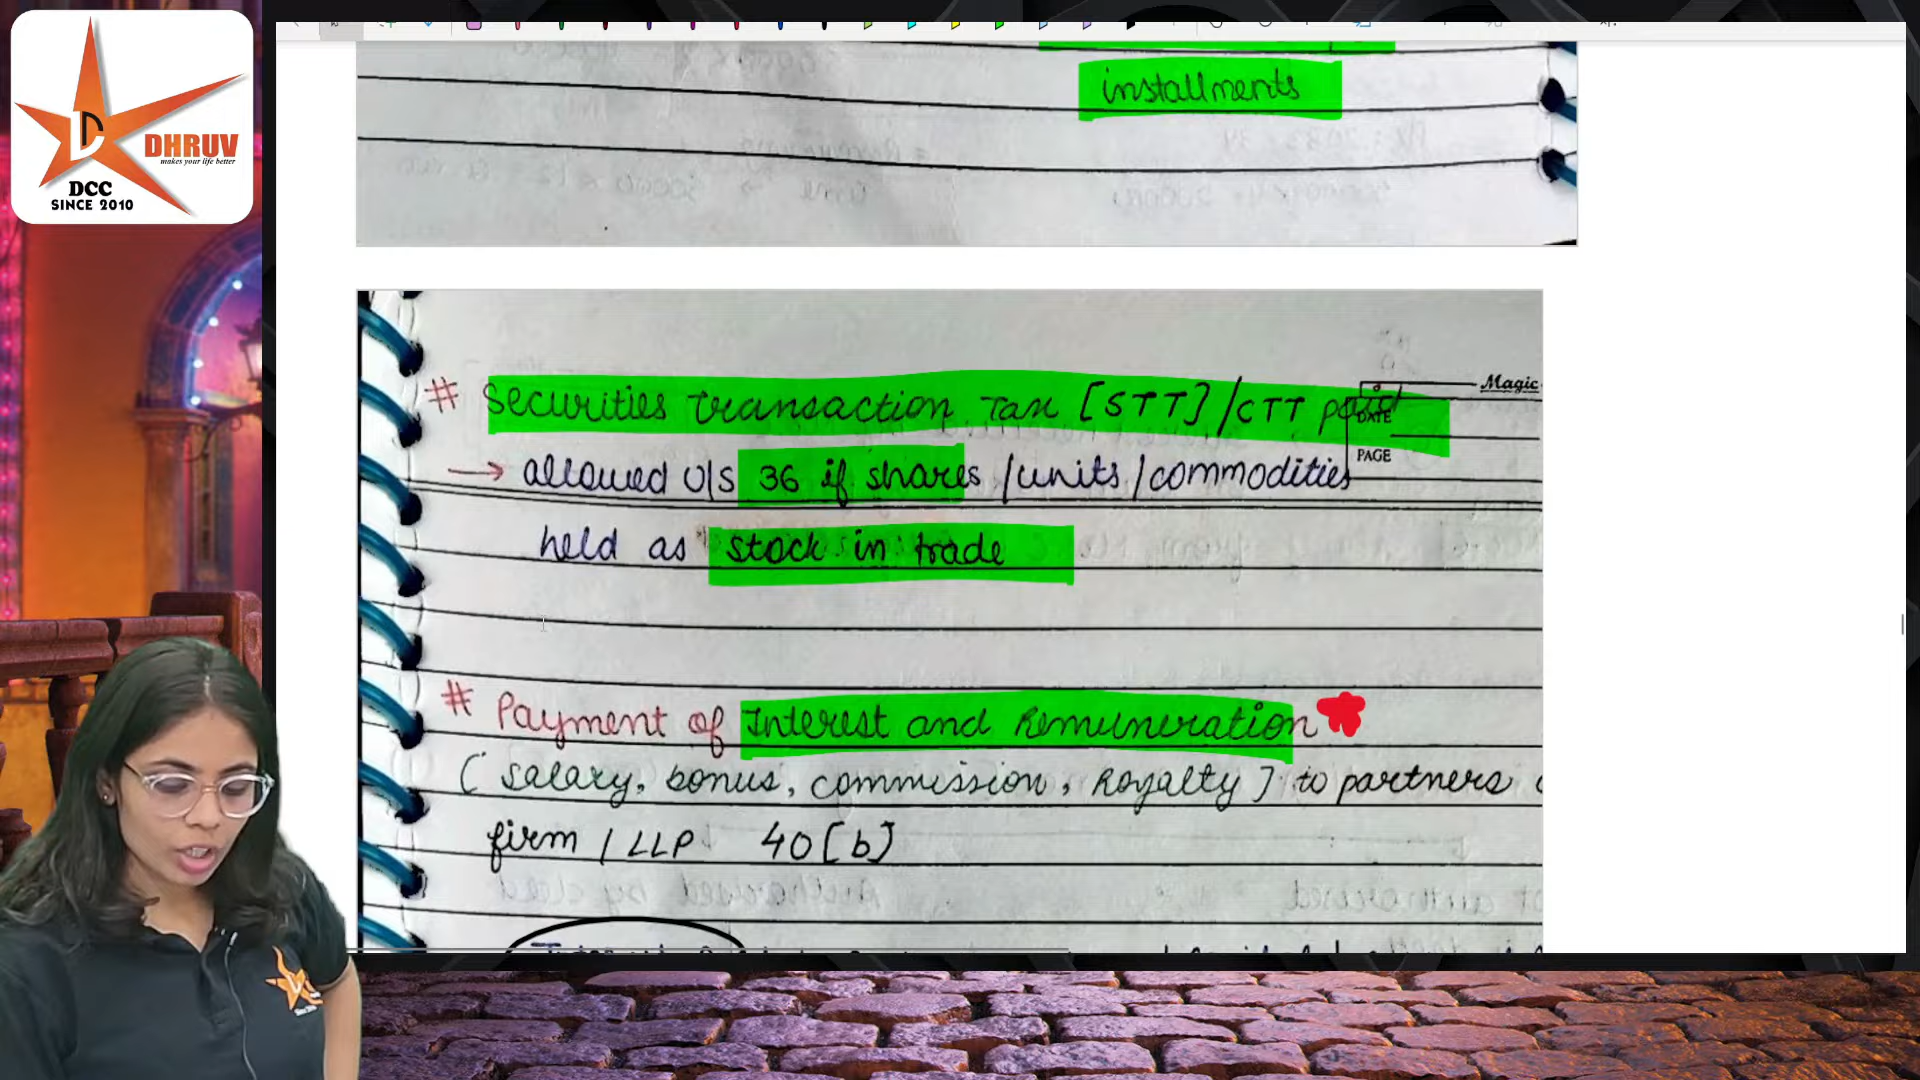 D
DHRUV
makes your life better
DCC
SINCE 2010
installments
Magic
DATE
PAGE
# Securities Transaction Tax [STT] / CTT paid
→ allowed U/S 36 if shares / units / commodities
held as stock in trade
# Payment of Interest and Remuneration
( salary, bonus, commission, Royalty ] to partners
firm / LLP 40 [b]